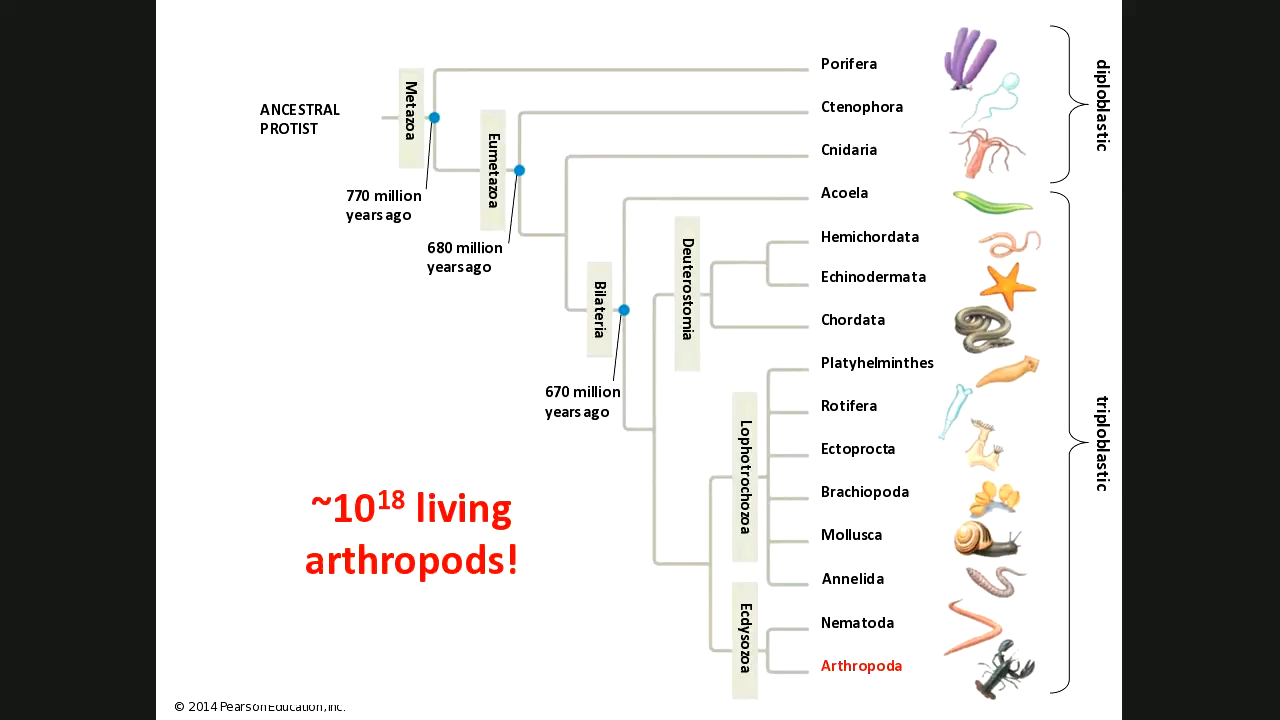 ANCESTRAL
PROTIST
Metazoa
770 million
years ago
Eumetazoa
680 million
years ago
Bilateria
670 million
years ago
Deuterostomia
Lophotrochozoa
Ecdysozoa
Porifera
Ctenophora
Cnidaria
Acoela
Hemichordata
Echinodermata
Chordata
Platyhelminthes
Rotifera
Ectoprocta
Brachiopoda
Mollusca
Annelida
Nematoda
Arthropoda
diploblastic
triploblastic
~10¹⁸ living
arthropods!
© 2014 Pearson Education, Inc.